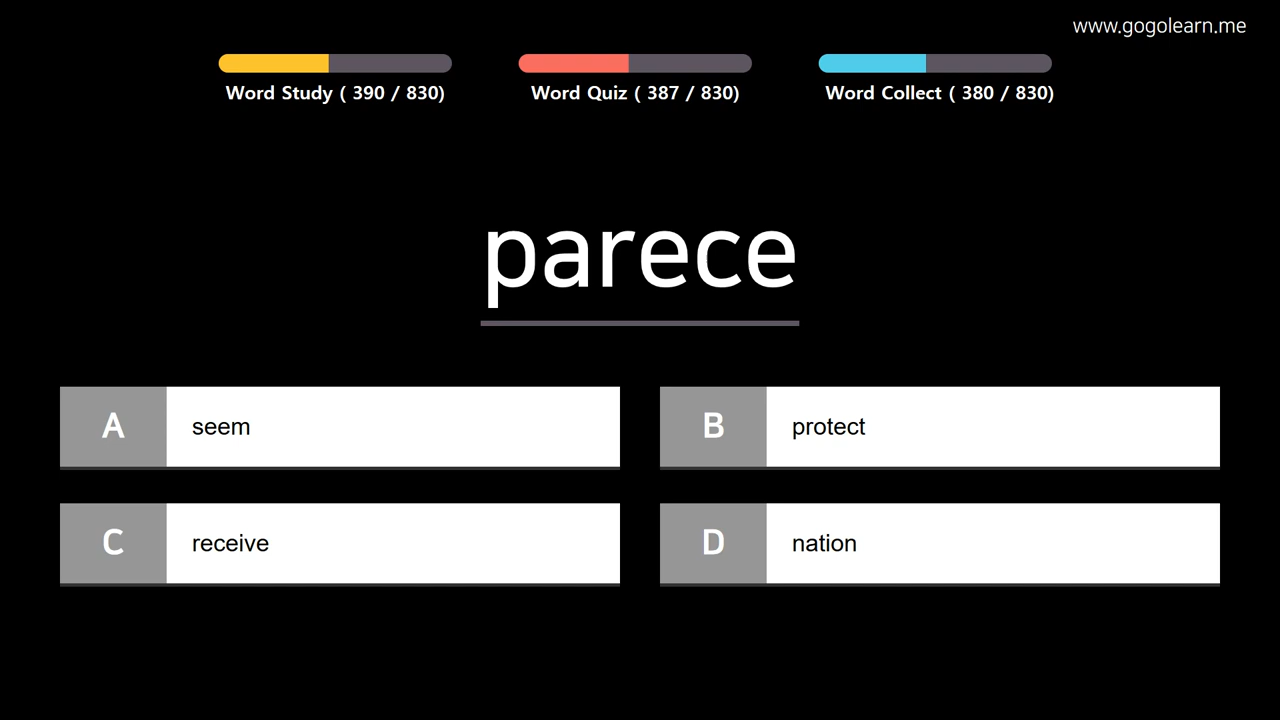 www.gogolearn.me
Word Study ( 390 / 830)
Word Quiz ( 387 / 830)
Word Collect ( 380 / 830)
parece
A seem
B protect
C receive
D nation